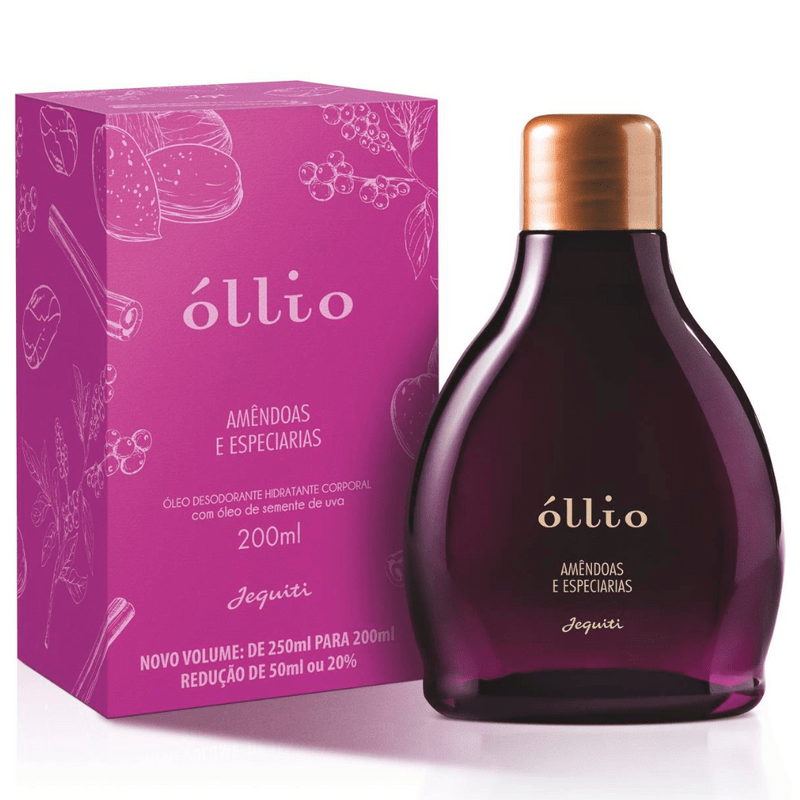 óllio
AMÊNDOAS
E ESPECIARIAS
ÓLEO DESODORANTE HIDRATANTE CORPORAL
com óleo de semente de uva
200ml
Jequiti
NOVO VOLUME: DE 250ml PARA 200ml
REDUÇÃO DE 50ml ou 20%
óllio
AMÊNDOAS
E ESPECIARIAS
Jequiti